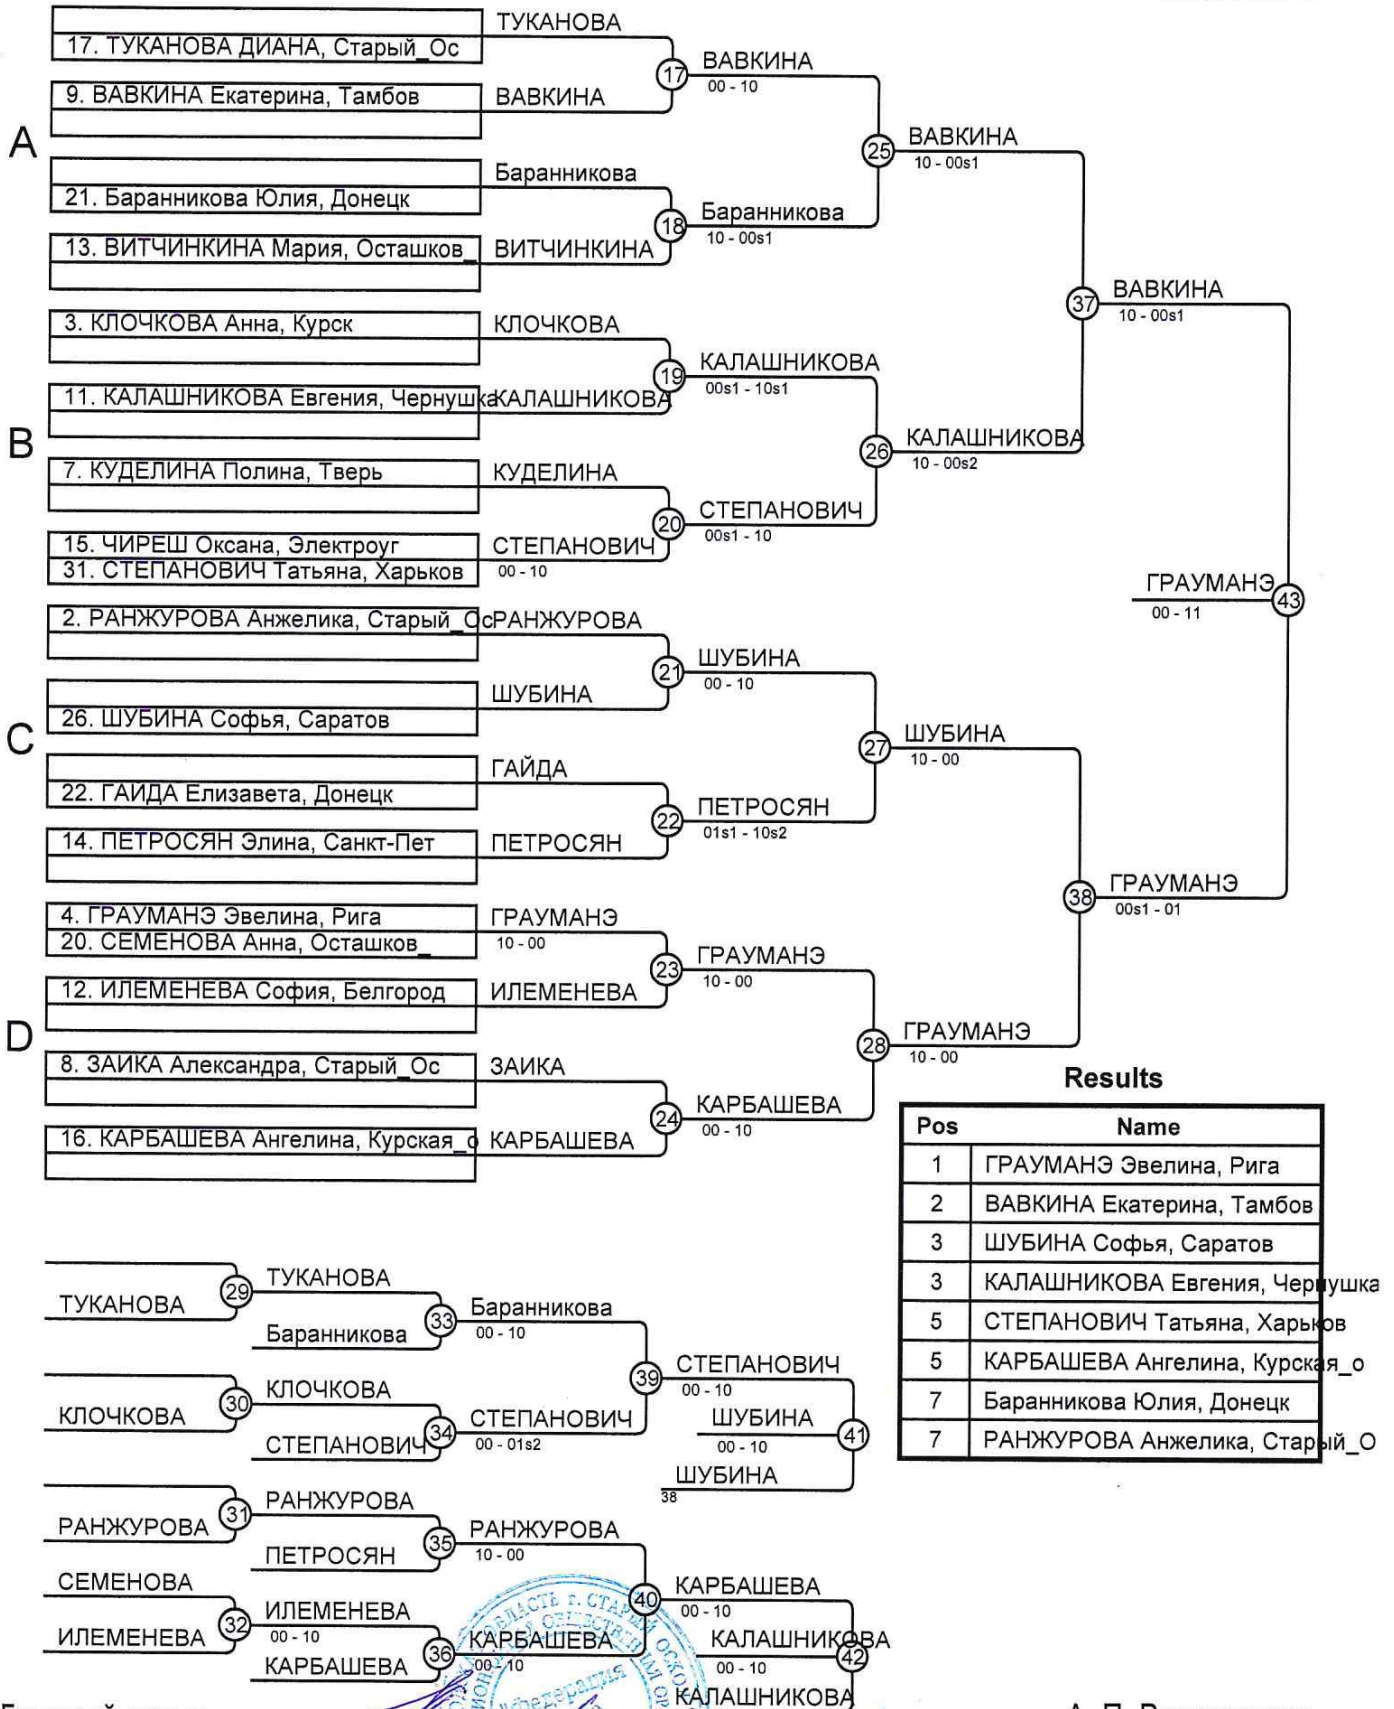 ТУКАНОВА
17. ТУКАНОВА ДИАНА, Старый_Ос
17
ВАВКИНА
00 - 10
9. ВАВКИНА Екатерина, Тамбов
ВАВКИНА
A
25
ВАВКИНА
10 - 00s1
Баранникова
21. Баранникова Юлия, Донецк
18
Баранникова
10 - 00s1
13. ВИТЧИНКИНА Мария, Осташков_
ВИТЧИНКИНА
37
ВАВКИНА
10 - 00s1
3. КЛОЧКОВА Анна, Курск
КЛОЧКОВА
19
КАЛАШНИКОВА
00s1 - 10s1
11. КАЛАШНИКОВА Евгения, Чернушка
КАЛАШНИКОВА
B
26
КАЛАШНИКОВА
10 - 00s2
7. КУДЕЛИНА Полина, Тверь
КУДЕЛИНА
20
СТЕПАНОВИЧ
00s1 - 10
15. ЧИРЕШ Оксана, Электроуг
СТЕПАНОВИЧ
31. СТЕПАНОВИЧ Татьяна, Харьков
00 - 10
ГРАУМАНЭ
43
00 - 11
2. РАНЖУРОВА Анжелика, Старый_Ос
РАНЖУРОВА
21
ШУБИНА
00 - 10
ШУБИНА
26. ШУБИНА Софья, Саратов
C
27
ШУБИНА
10 - 00
ГАЙДА
22. ГАЙДА Елизавета, Донецк
22
ПЕТРОСЯН
01s1 - 10s2
14. ПЕТРОСЯН Элина, Санкт-Пет
ПЕТРОСЯН
38
ГРАУМАНЭ
00s1 - 01
4. ГРАУМАНЭ Эвелина, Рига
ГРАУМАНЭ
20. СЕМЕНОВА Анна, Осташков_
10 - 00
23
ГРАУМАНЭ
10 - 00
12. ИЛЕМЕНЕВА София, Белгород
ИЛЕМЕНЕВА
D
28
ГРАУМАНЭ
10 - 00
8. ЗАИКА Александра, Старый_Ос
ЗАИКА
24
КАРБАШЕВА
00 - 10
16. КАРБАШЕВА Ангелина, Курская_о
КАРБАШЕВА
Results
Pos Name
1 ГРАУМАНЭ Эвелина, Рига
2 ВАВКИНА Екатерина, Тамбов
3 ШУБИНА Софья, Саратов
3 КАЛАШНИКОВА Евгения, Чернушка
5 СТЕПАНОВИЧ Татьяна, Харьков
5 КАРБАШЕВА Ангелина, Курская_о
7 Баранникова Юлия, Донецк
7 РАНЖУРОВА Анжелика, Старый_О
29
ТУКАНОВА
ТУКАНОВА
33
Баранникова
00 - 10
Баранникова
39
СТЕПАНОВИЧ
00 - 10
30
КЛОЧКОВА
КЛОЧКОВА
34
СТЕПАНОВИЧ
00 - 01s2
СТЕПАНОВИЧ
ШУБИНА
41
00 - 10
ШУБИНА
38
31
РАНЖУРОВА
РАНЖУРОВА
35
РАНЖУРОВА
10 - 00
ПЕТРОСЯН
40
КАРБАШЕВА
00 - 10
СЕМЕНОВА
32
ИЛЕМЕНЕВА
00 - 10
ИЛЕМЕНЕВА
36
КАРБАШЕВА
00 - 10
КАРБАШЕВА
КАЛАШНИКОВА
42
00 - 10
КАЛАШНИКОВА